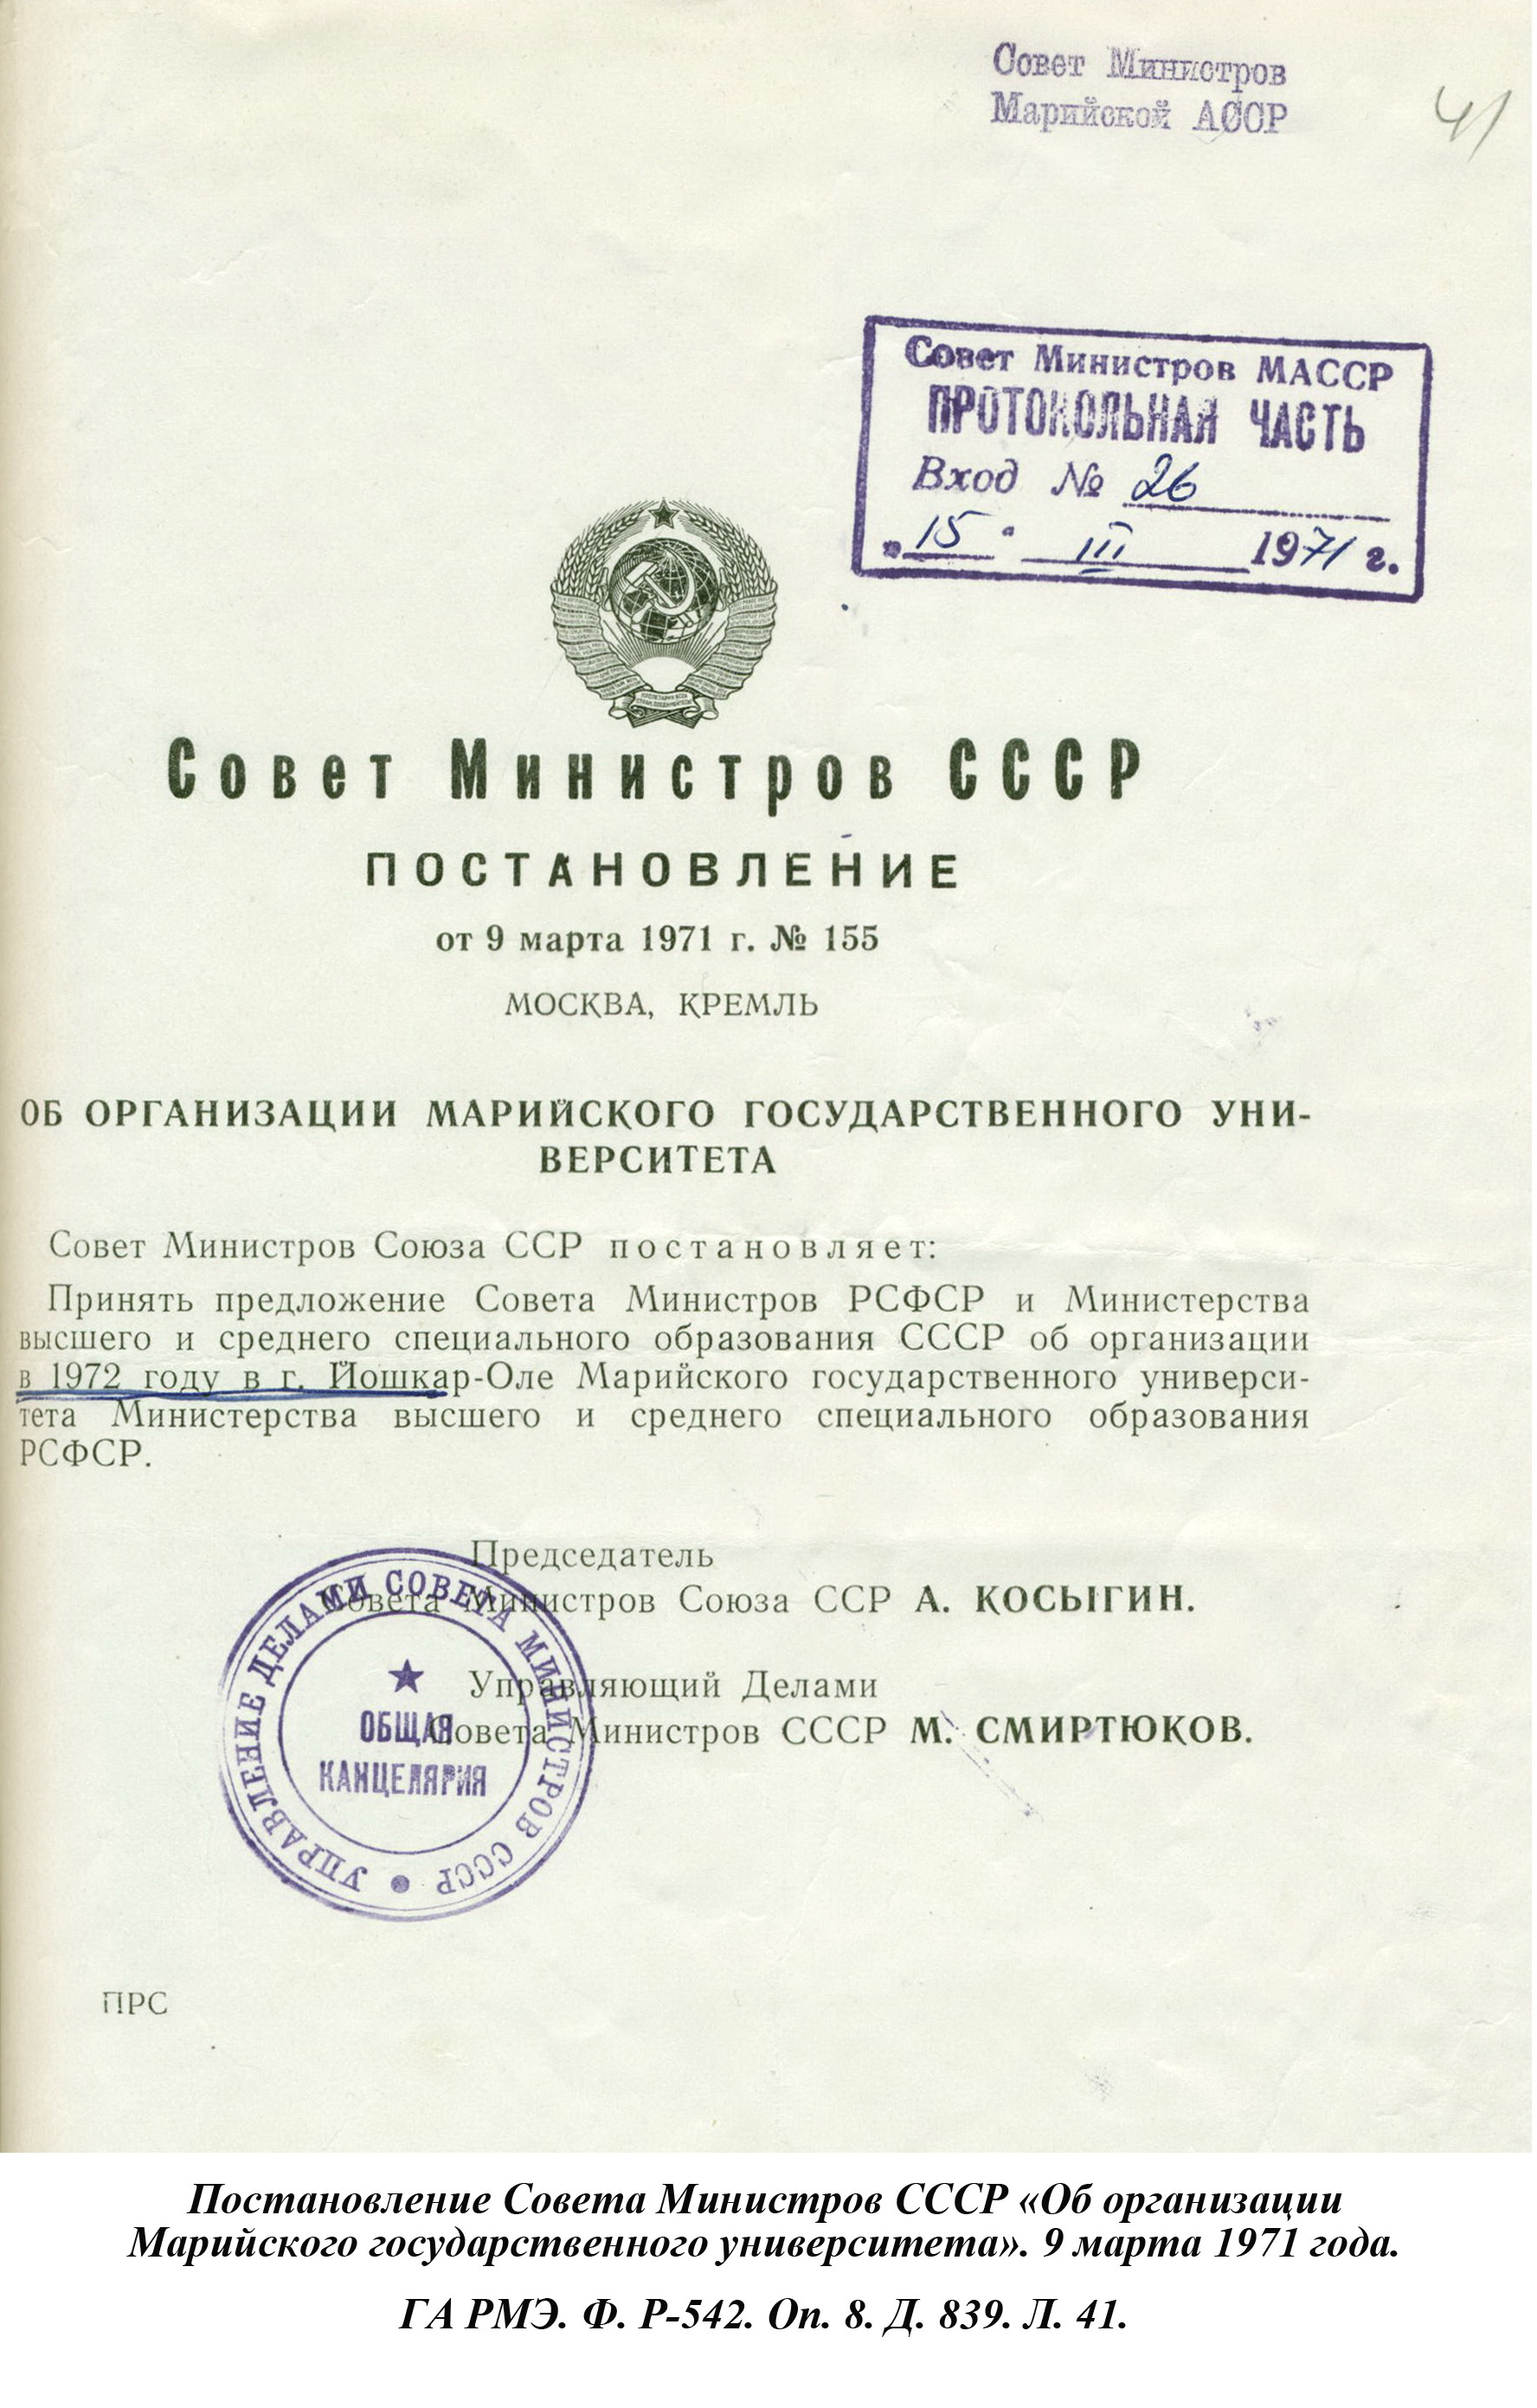 Совет Министров
Марийской АССР
41
Совет Министров МАССР
ПРОТОКОЛЬНАЯ ЧАСТЬ
Вход № 26
„15“ III 1971 г.
Совет Министров СССР
ПОСТАНОВЛЕНИЕ
от 9 марта 1971 г. № 155
МОСКВА, КРЕМЛЬ
ОБ ОРГАНИЗАЦИИ МАРИЙСКОГО ГОСУДАРСТВЕННОГО УНИ-
ВЕРСИТЕТА
Совет Министров Союза ССР постановляет:
Принять предложение Совета Министров РСФСР и Министерства
высшего и среднего специального образования СССР об организации
в 1972 году в г. Йошкар-Оле Марийского государственного универси-
тета Министерства высшего и среднего специального образования
РСФСР.
Председатель
Совета Министров Союза ССР А. КОСЫГИН.
Управляющий Делами
Совета Министров СССР М. СМИРТЮКОВ.
УПРАВЛЕНИЕ ДЕЛАМИ СОВЕТА МИНИСТРОВ СССР
ОБЩАЯ
КАНЦЕЛЯРИЯ
ПРС
Постановление Совета Министров СССР «Об организации
Марийского государственного университета». 9 марта 1971 года.
ГА РМЭ. Ф. Р-542. Оп. 8. Д. 839. Л. 41.